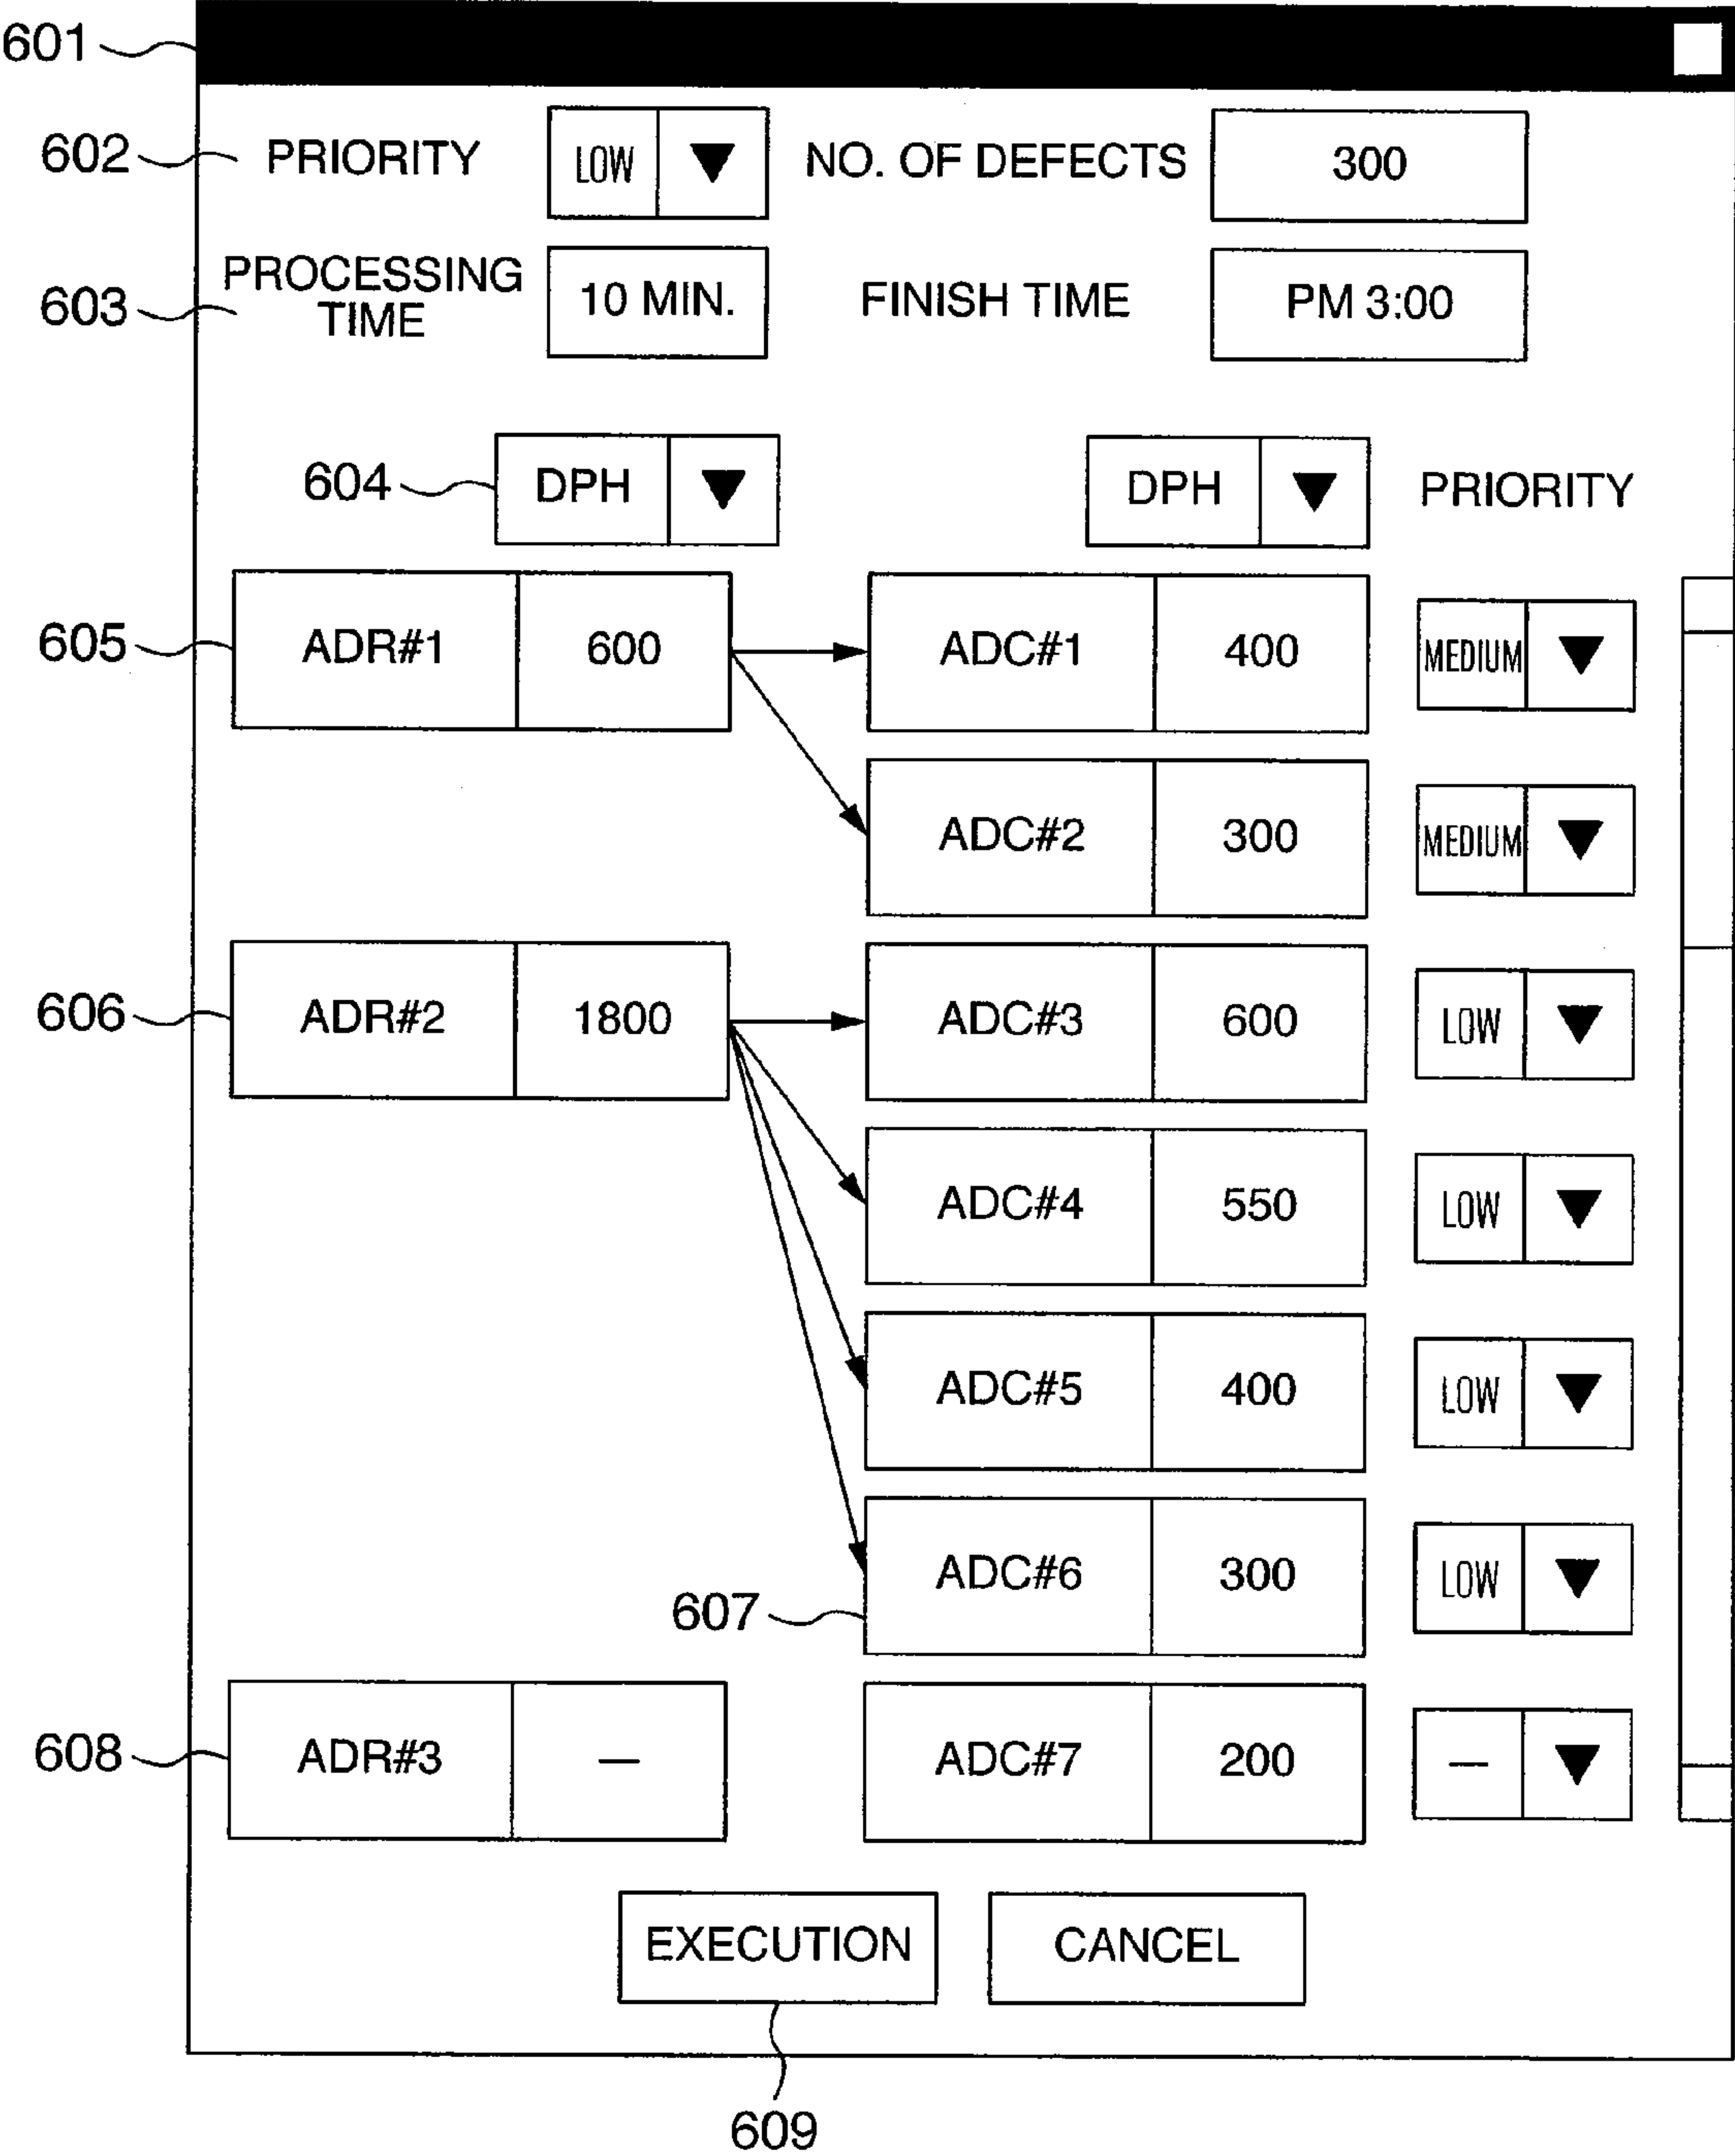 601
602 PRIORITY LOW ▼ NO. OF DEFECTS 300
PROCESSING
603 TIME 10 MIN. FINISH TIME PM 3:00
604 DPH ▼ DPH ▼ PRIORITY
605 ADR#1 600 ADC#1 400 MEDIUM ▼
ADC#2 300 MEDIUM ▼
606 ADR#2 1800 ADC#3 600 LOW ▼
ADC#4 550 LOW ▼
ADC#5 400 LOW ▼
ADC#6 300 LOW ▼
607
608 ADR#3 — ADC#7 200 — ▼
EXECUTION CANCEL
609